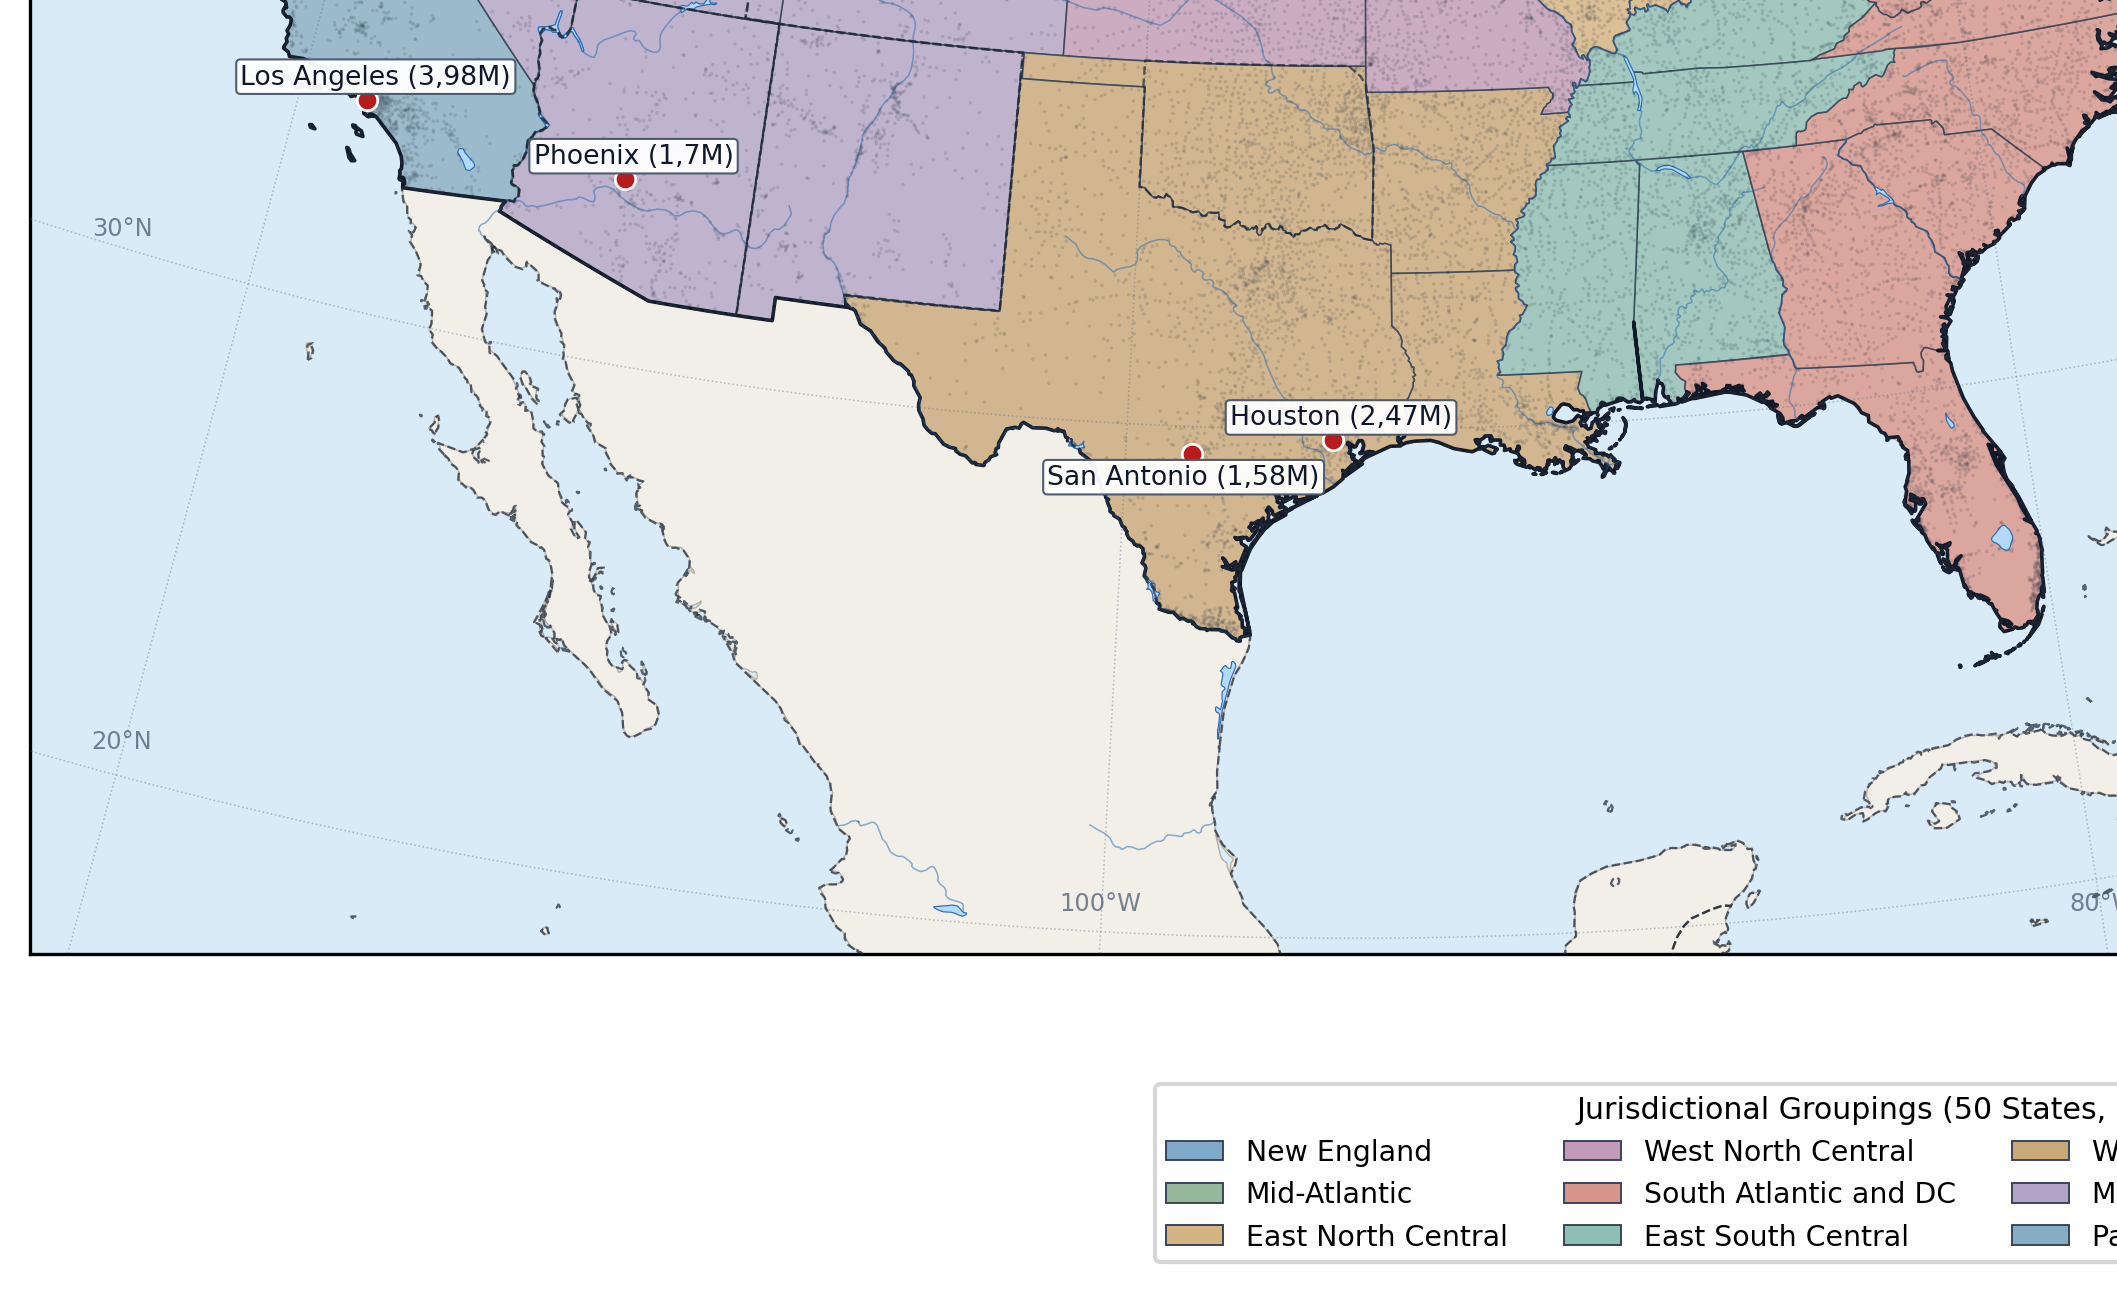 Los Angeles (3,98M)
Phoenix (1,7M)
30°N
Houston (2,47M)
San Antonio (1,58M)
20°N
100°W
80°
Jurisdictional Groupings (50 States,
New England
West North Central
Mid-Atlantic
South Atlantic and DC
East North Central
East South Central